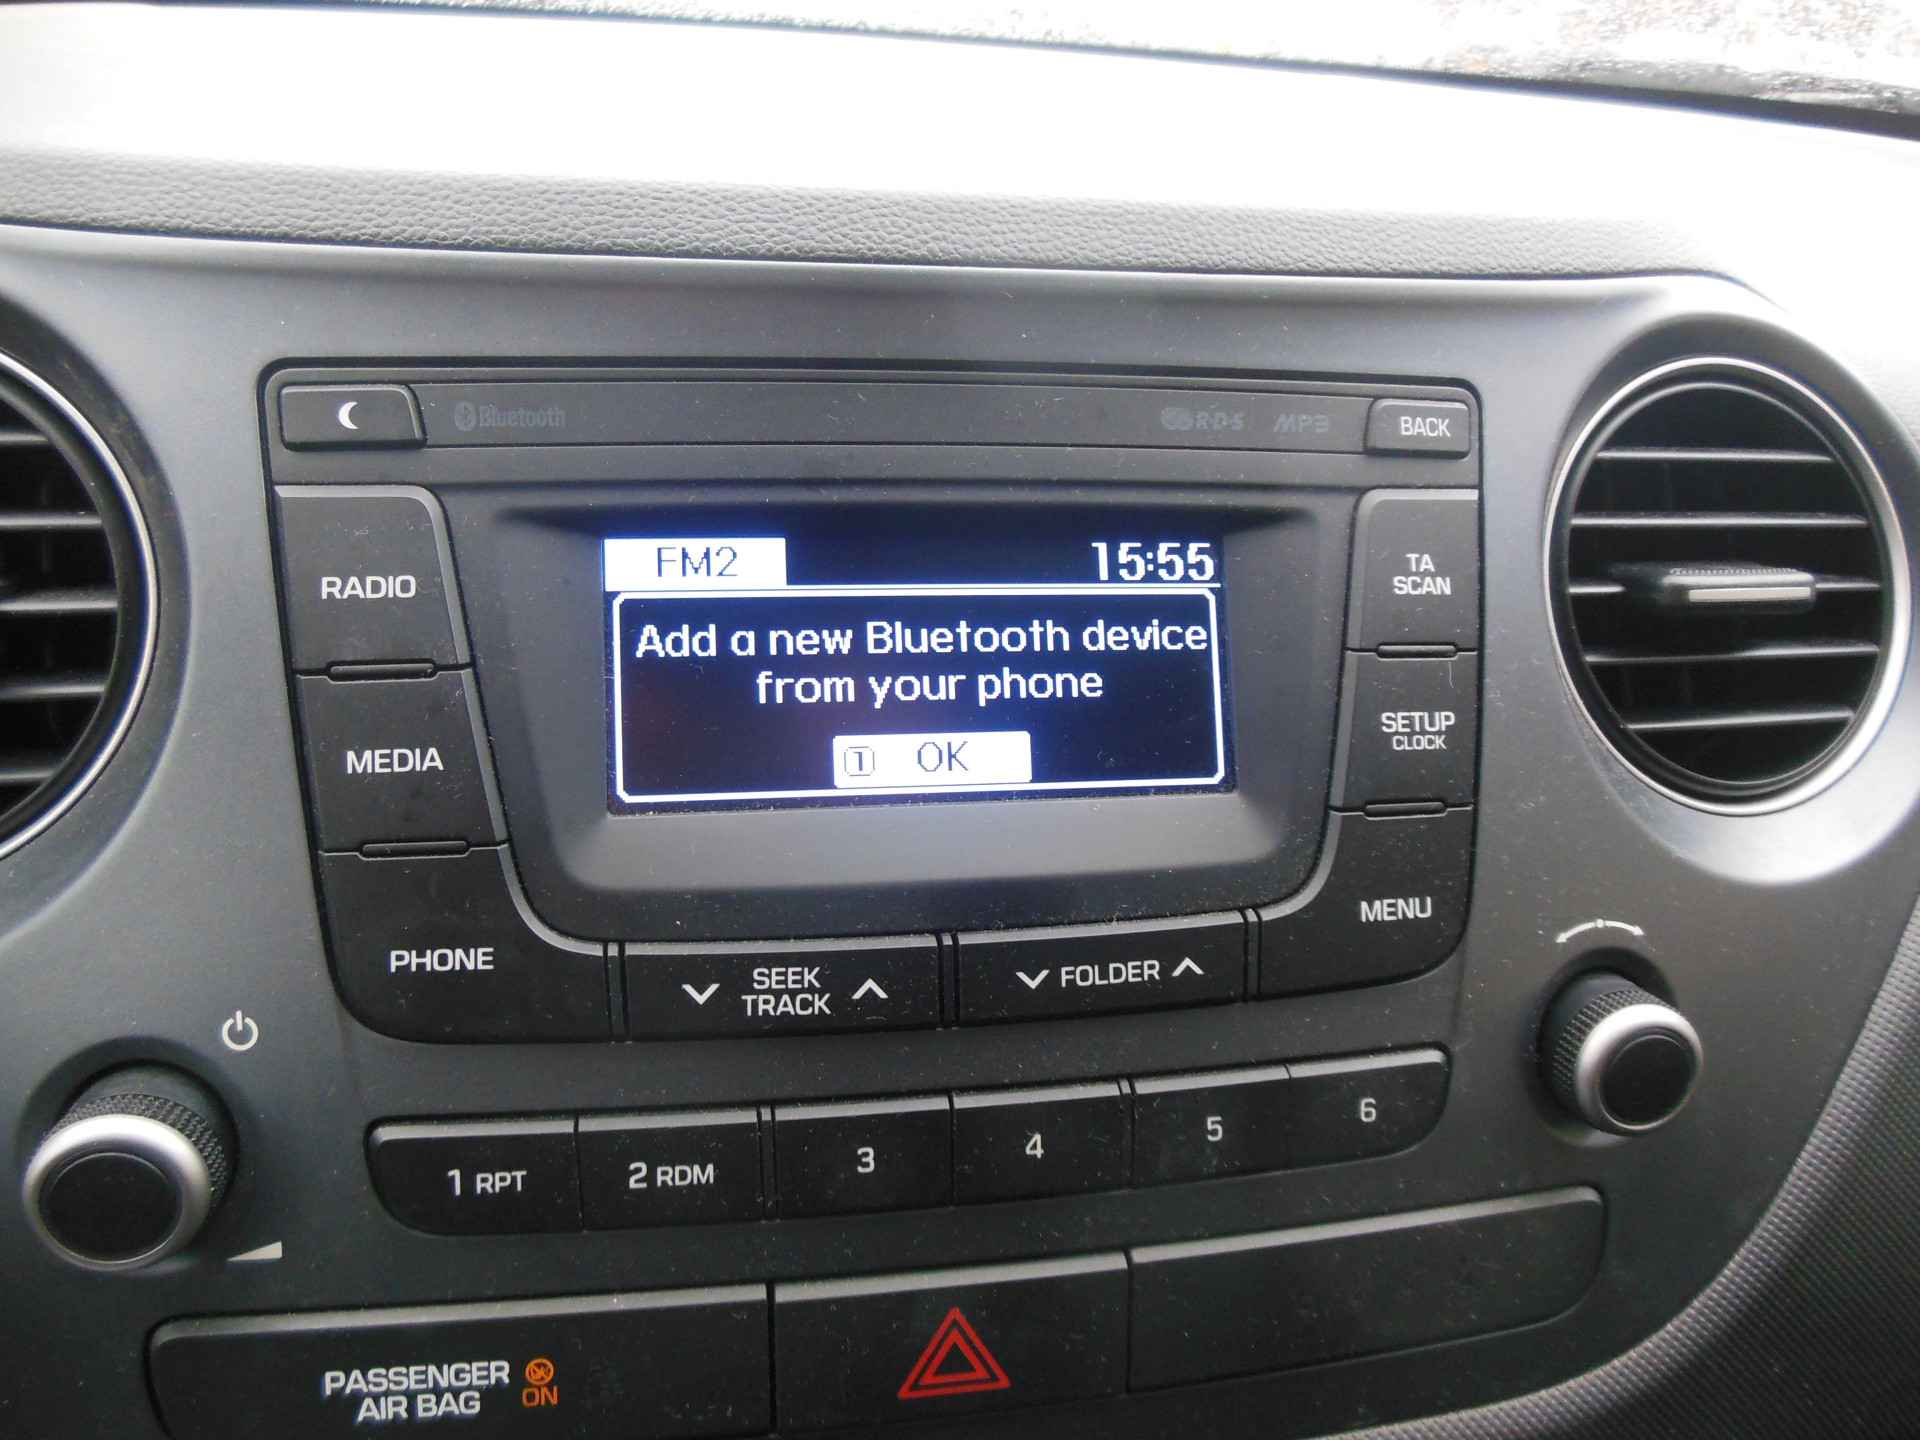 Bluetooth
R·D·S
MP3
BACK
RADIO
FM2
15:55
TA
SCAN
Add a new Bluetooth device
from your phone
1 OK
MEDIA
SETUP
CLOCK
PHONE
SEEK
TRACK
FOLDER
MENU
1 RPT
2 RDM
3
4
5
6
PASSENGER
AIR BAG
ON